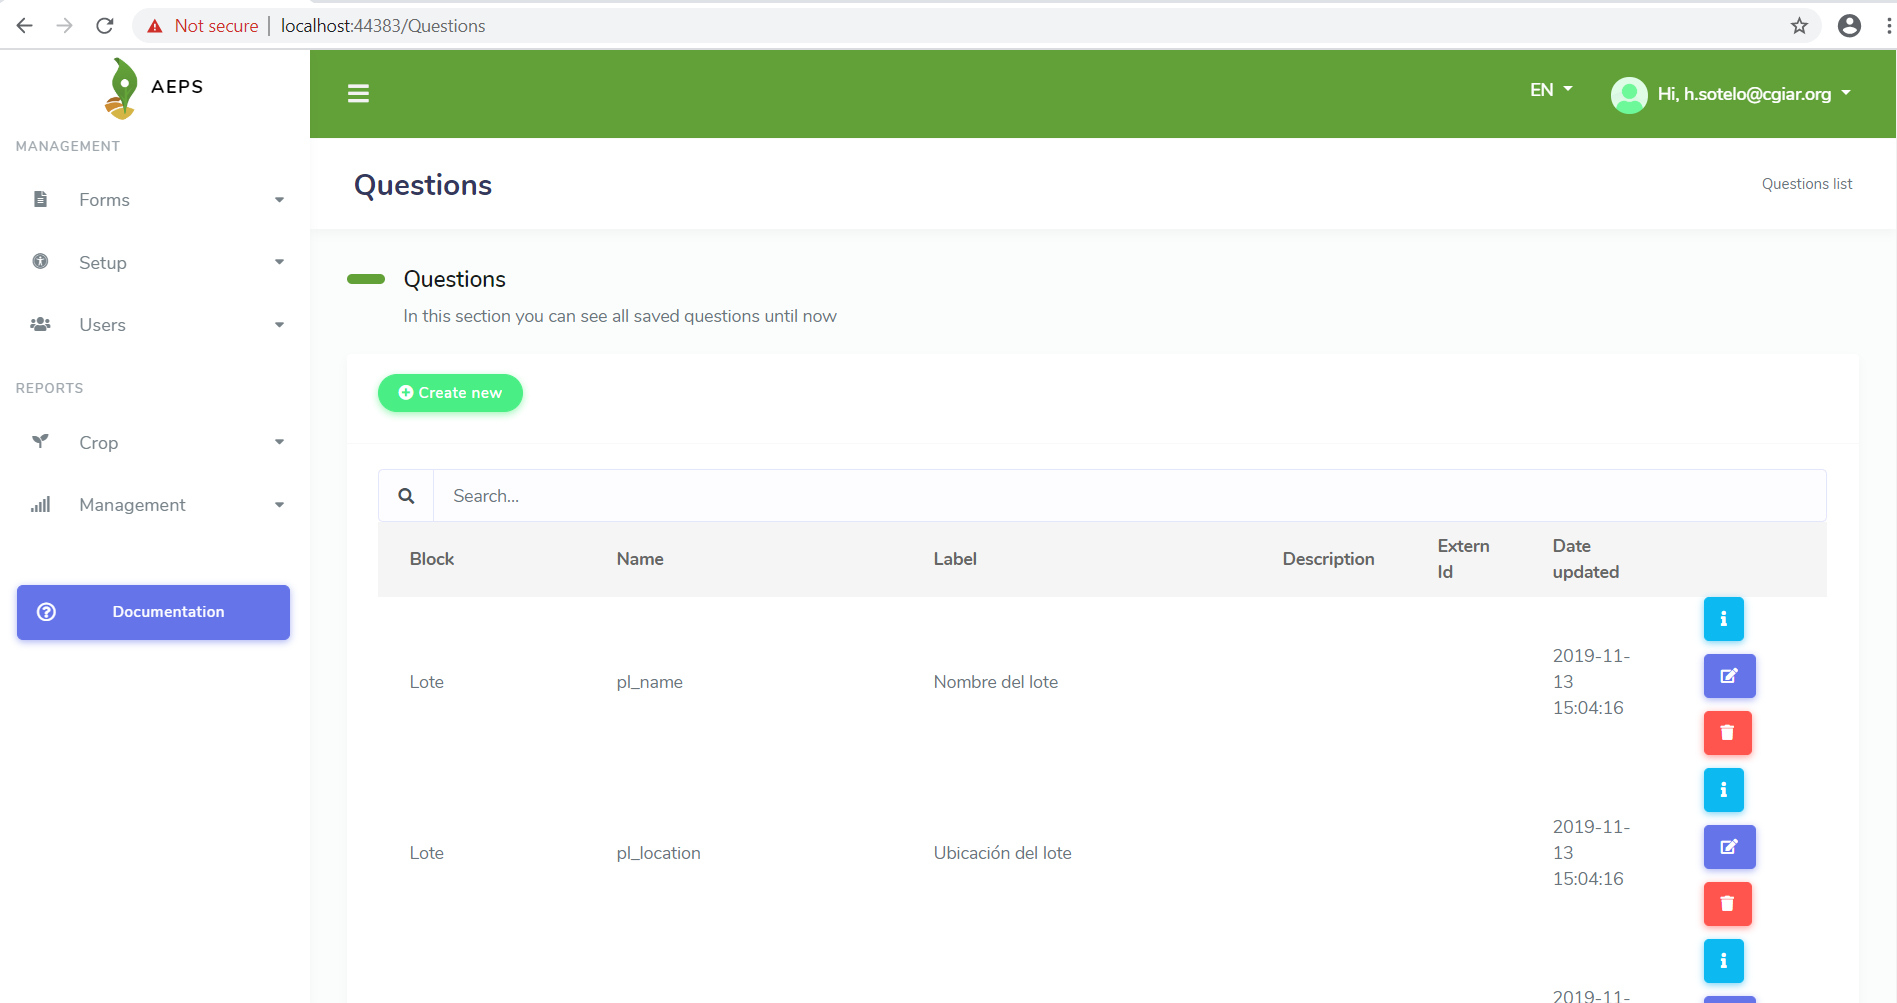 Not secure | localhost:44383/Questions
AEPS
EN
Hi, h.sotelo@cgiar.org
MANAGEMENT
Forms
Setup
Users
REPORTS
Crop
Management
Documentation
Questions
Questions list
Questions
In this section you can see all saved questions until now
Create new
Search...
Block Name Label Description Extern Id Date updated
Lote pl_name Nombre del lote 2019-11-13 15:04:16
Lote pl_location Ubicación del lote 2019-11-13 15:04:16
2019-11-